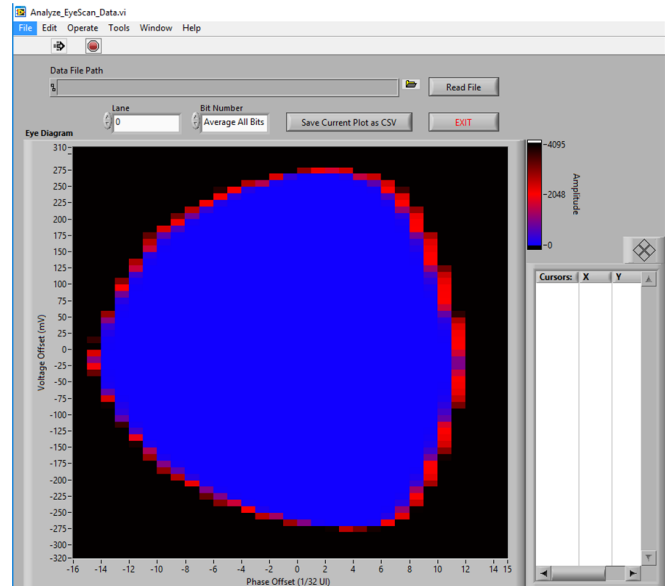 Analyze_EyeScan_Data.vi
File Edit Operate Tools Window Help
Data File Path
Read File
Lane
Bit Number
0
Average All Bits
Save Current Plot as CSV
EXIT
Eye Diagram
310
275
250
225
200
175
150
125
100
75
50
25
0
-25
-50
-75
-100
-125
-150
-175
-200
-225
-250
-275
-300
-320
Voltage Offset (mV)
-16 -14 -12 -10 -8 -6 -4 -2 0 2 4 6 8 10 12 14 15
Phase Offset (1/32 UI)
4095
2048
0
Amplitude
Cursors: X Y